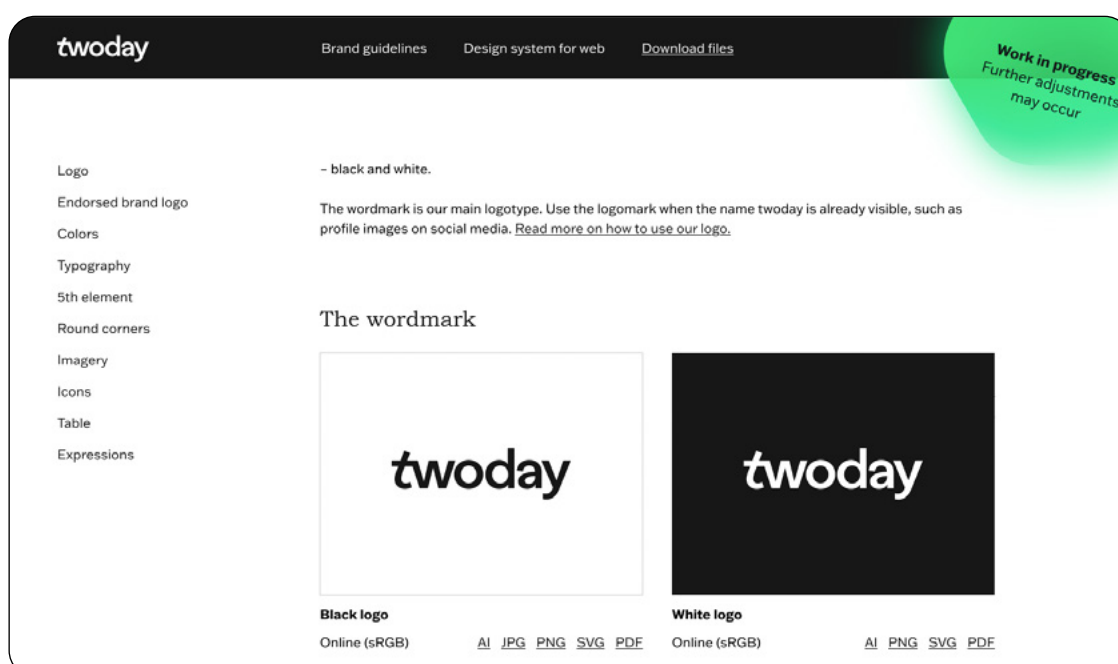 twoday
Brand guidelines
Design system for web
Download files
Work in progress
Further adjustments
may occur
Logo
Endorsed brand logo
Colors
Typography
5th element
Round corners
Imagery
Icons
Table
Expressions
– black and white.
The wordmark is our main logotype. Use the logomark when the name twoday is already visible, such as
profile images on social media. Read more on how to use our logo.
The wordmark
twoday
Black logo
Online (sRGB) AI JPG PNG SVG PDF
twoday
White logo
Online (sRGB) AI PNG SVG PDF